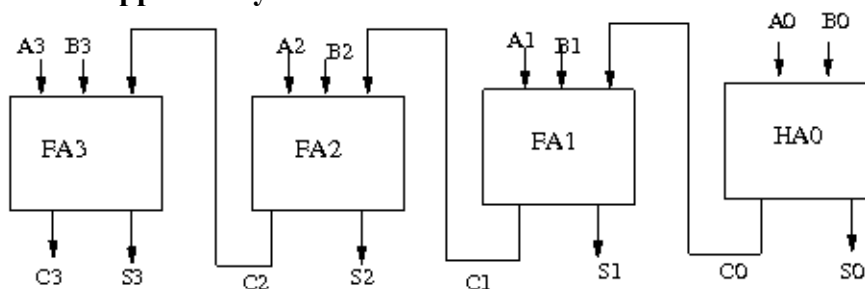 A3 B3 A2 B2 A1 B1 A0 B0
FA3 FA2 FA1 HA0
C3 S3 C2 S2 C1 S1 C0 S0